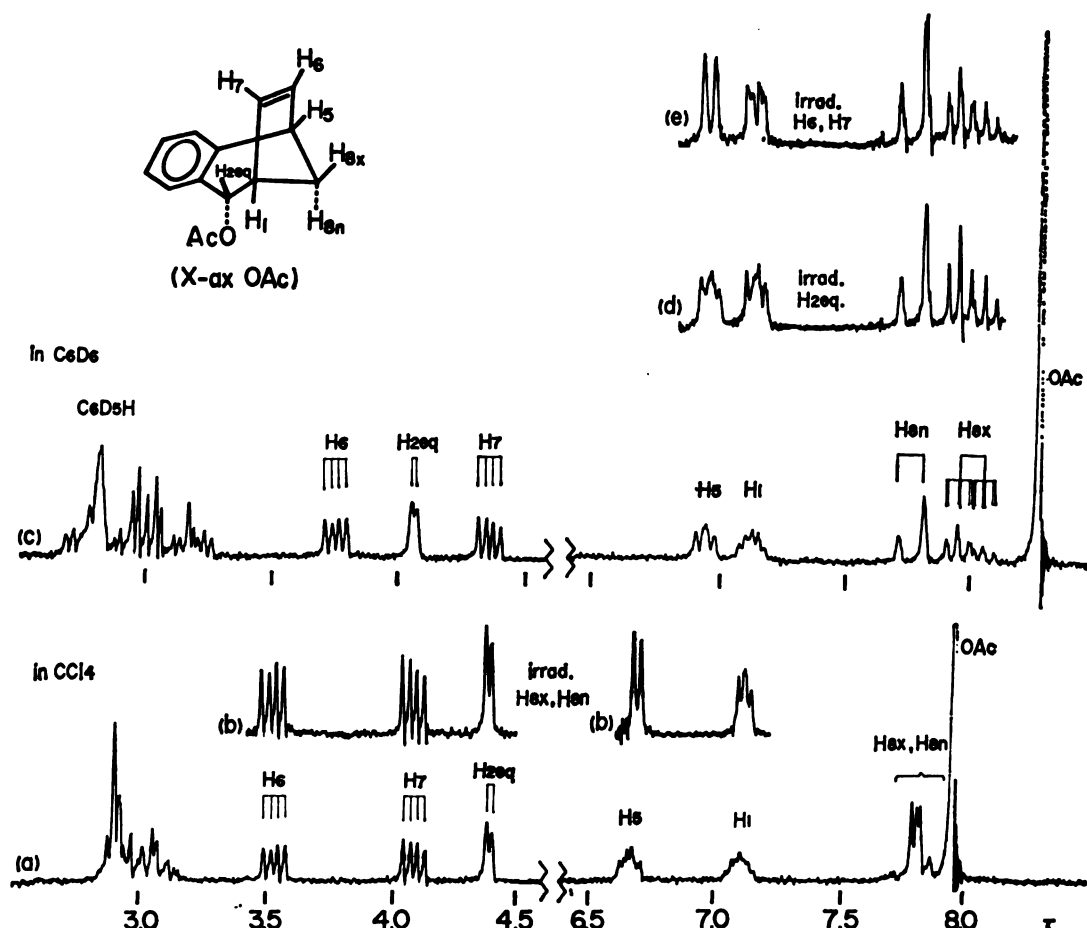 H6
H7
H5
H8x
H2eq
H8n
H1
AcO
(X-ax OAc)
(e)
irrad.
H6, H7
(d)
irrad.
H2eq.
in C6D6
C6D5H
H6
H2eq
H7
H5
H1
H8n
H8x
OAc
(c)
in CCl4
(b)
irrad.
H8x, H8n
(b)
OAc
H6
H7
H2eq
H5
H1
H8x, H8n
(a)
3.0
3.5
4.0
4.5
6.5
7.0
7.5
8.0
τ